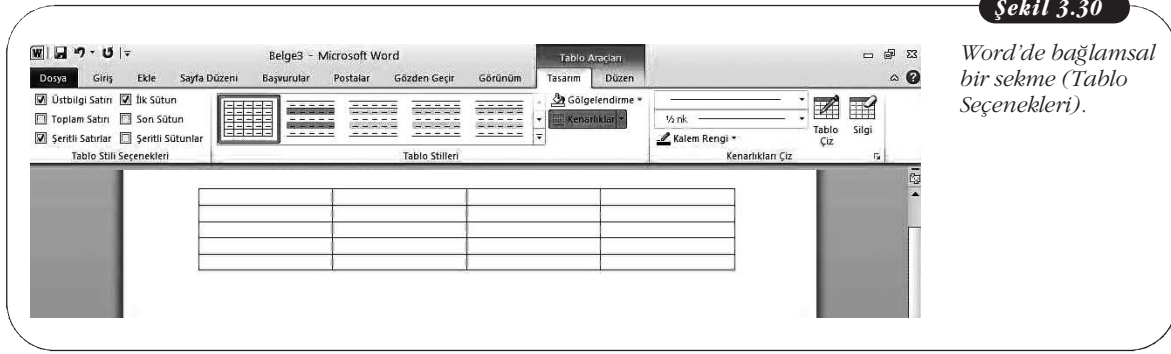 Şekil 3.30
Word'de bağlamsal
bir sekme (Tablo
Seçenekleri).
Belge3 - Microsoft Word
Tablo Araçları
Dosya Giriş Ekle Sayfa Düzeni Başvurular Postalar Gözden Geçir Görünüm Tasarım Düzen
Üstbilgi Satırı İlk Sütun
Toplam Satırı Son Sütun
Şeritli Satırlar Şeritli Sütunlar
Tablo Stili Seçenekleri
Tablo Stilleri
Gölgelendirme
Kenarlıklar
½ nk
Kalem Rengi
Tablo
Çiz
Silgi
Kenarlıkları Çiz